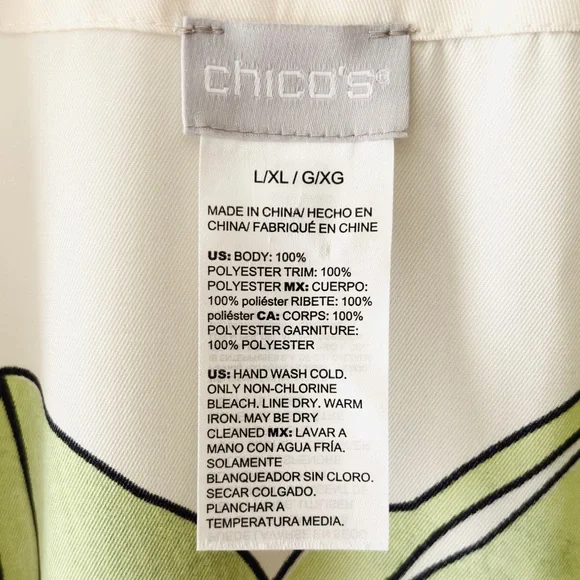 chico's
L/XL / G/XG
MADE IN CHINA/ HECHO EN
CHINA/ FABRIQUÉ EN CHINE
US: BODY: 100%
POLYESTER TRIM: 100%
POLYESTER MX: CUERPO:
100% poliéster RIBETE: 100%
poliéster CA: CORPS: 100%
POLYESTER GARNITURE:
100% POLYESTER
US: HAND WASH COLD.
ONLY NON-CHLORINE
BLEACH. LINE DRY. WARM
IRON. MAY BE DRY
CLEANED MX: LAVAR A
MANO CON AGUA FRÍA.
SOLAMENTE
BLANQUEADOR SIN CLORO.
SECAR COLGADO.
PLANCHAR A
TEMPERATURA MEDIA.